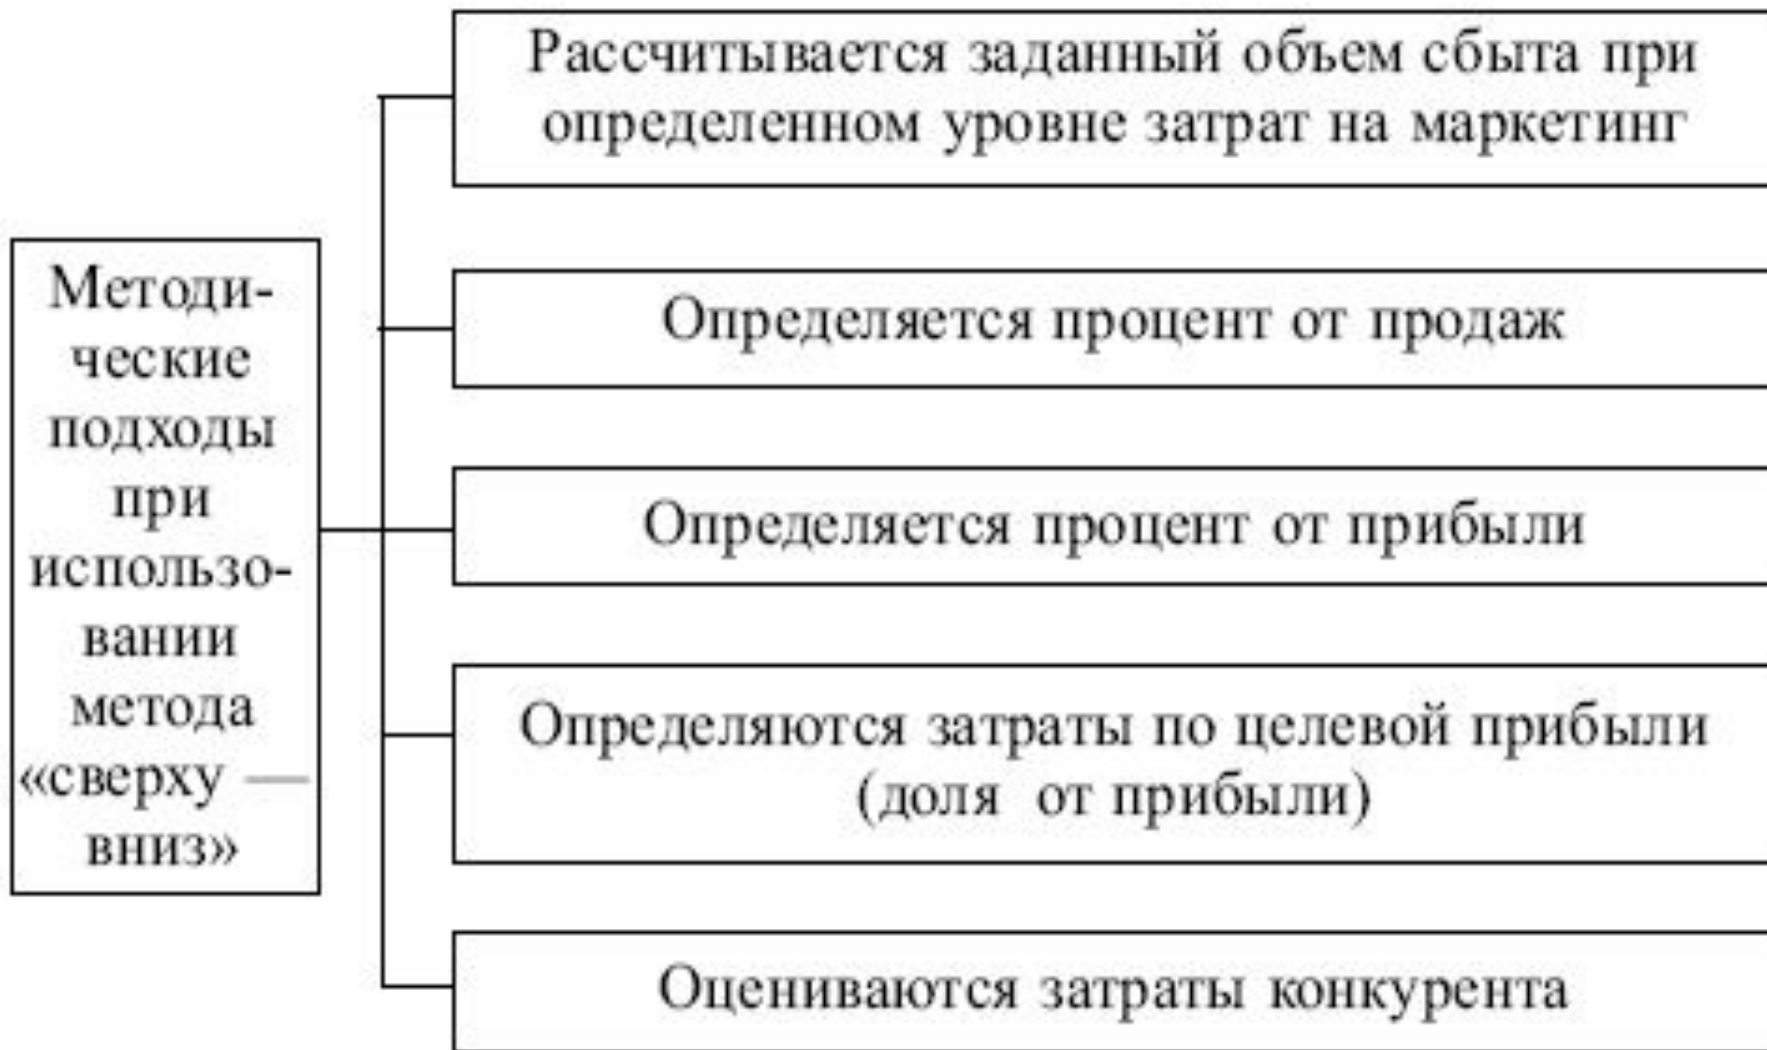 Рассчитывается заданный объем сбыта при
определенном уровне затрат на маркетинг
Методи-
ческие
подходы
при
использо-
вании
метода
«сверху —
вниз»
Определяется процент от продаж
Определяется процент от прибыли
Определяются затраты по целевой прибыли
(доля от прибыли)
Оцениваются затраты конкурента